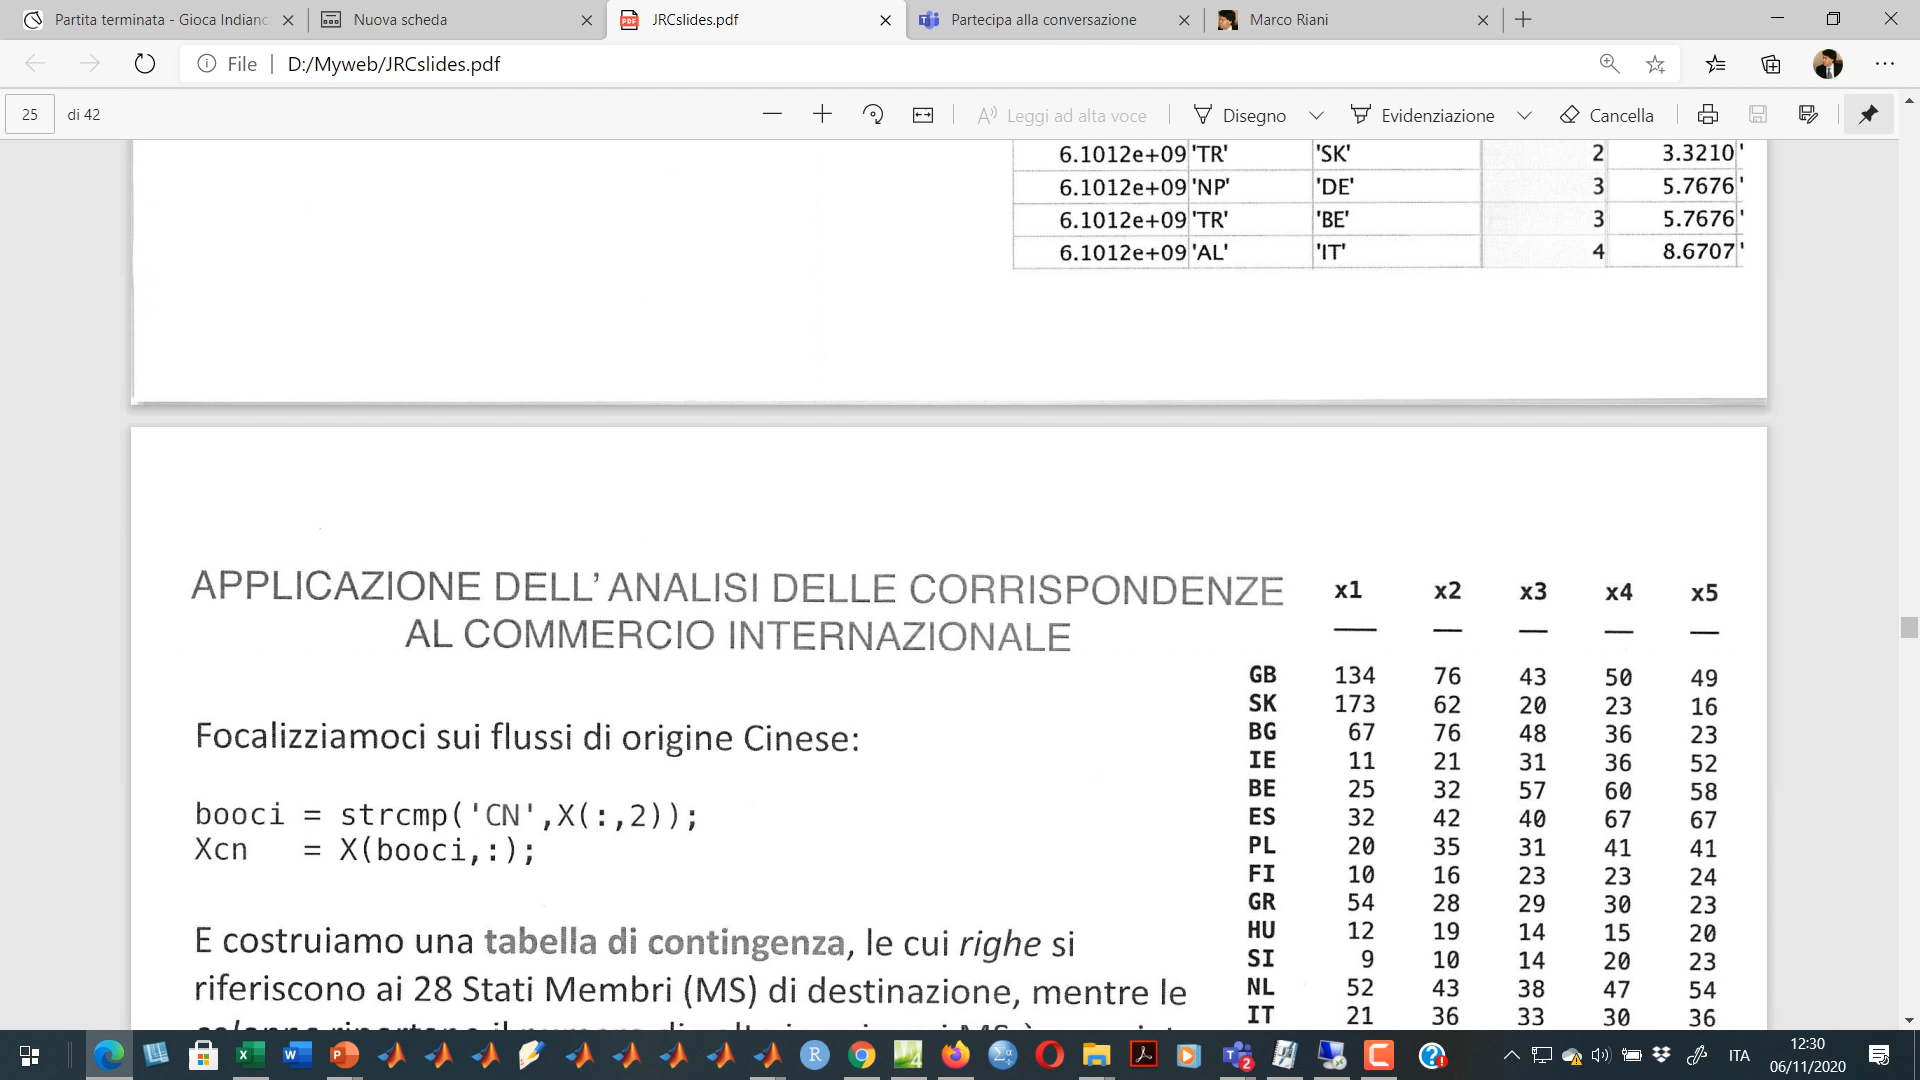 Partita terminata - Gioca Indian
Nuova scheda
JRCslides.pdf
Partecipa alla conversazione
Marco Riani
File
D:/Myweb/JRCslides.pdf
25
di 42
Leggi ad alta voce
Disegno
Evidenziazione
Cancella
6.1012e+09 'TR' 'SK' 2 3.3210 '
6.1012e+09 'NP' 'DE' 3 5.7676 '
6.1012e+09 'TR' 'BE' 3 5.7676 '
6.1012e+09 'AL' 'IT' 4 8.6707 '
APPLICAZIONE DELL' ANALISI DELLE CORRISPONDENZE
AL COMMERCIO INTERNAZIONALE
Focalizziamoci sui flussi di origine Cinese:
booci = strcmp('CN',X(:,2));
Xcn = X(booci,:);
E costruiamo una tabella di contingenza, le cui righe si
riferiscono ai 28 Stati Membri (MS) di destinazione, mentre le
x1 x2 x3 x4 x5
GB 134 76 43 50 49
SK 173 62 20 23 16
BG 67 76 48 36 23
IE 11 21 31 36 52
BE 25 32 57 60 58
ES 32 42 40 67 67
PL 20 35 31 41 41
FI 10 16 23 23 24
GR 54 28 29 30 23
HU 12 19 14 15 20
SI 9 10 14 20 23
NL 52 43 38 47 54
IT 21 36 33 30 36
ITA
12:30
06/11/2020